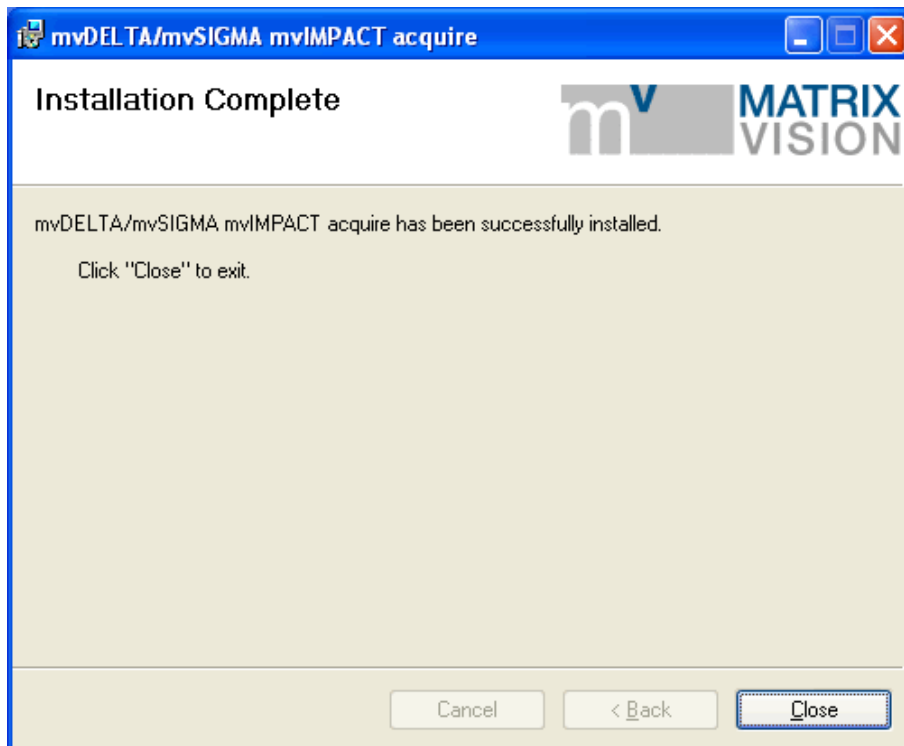 mvDELTA/mvSIGMA mvIMPACT acquire
Installation Complete
mv MATRIX
VISION
mvDELTA/mvSIGMA mvIMPACT acquire has been successfully installed.
Click "Close" to exit.
Cancel < Back Close